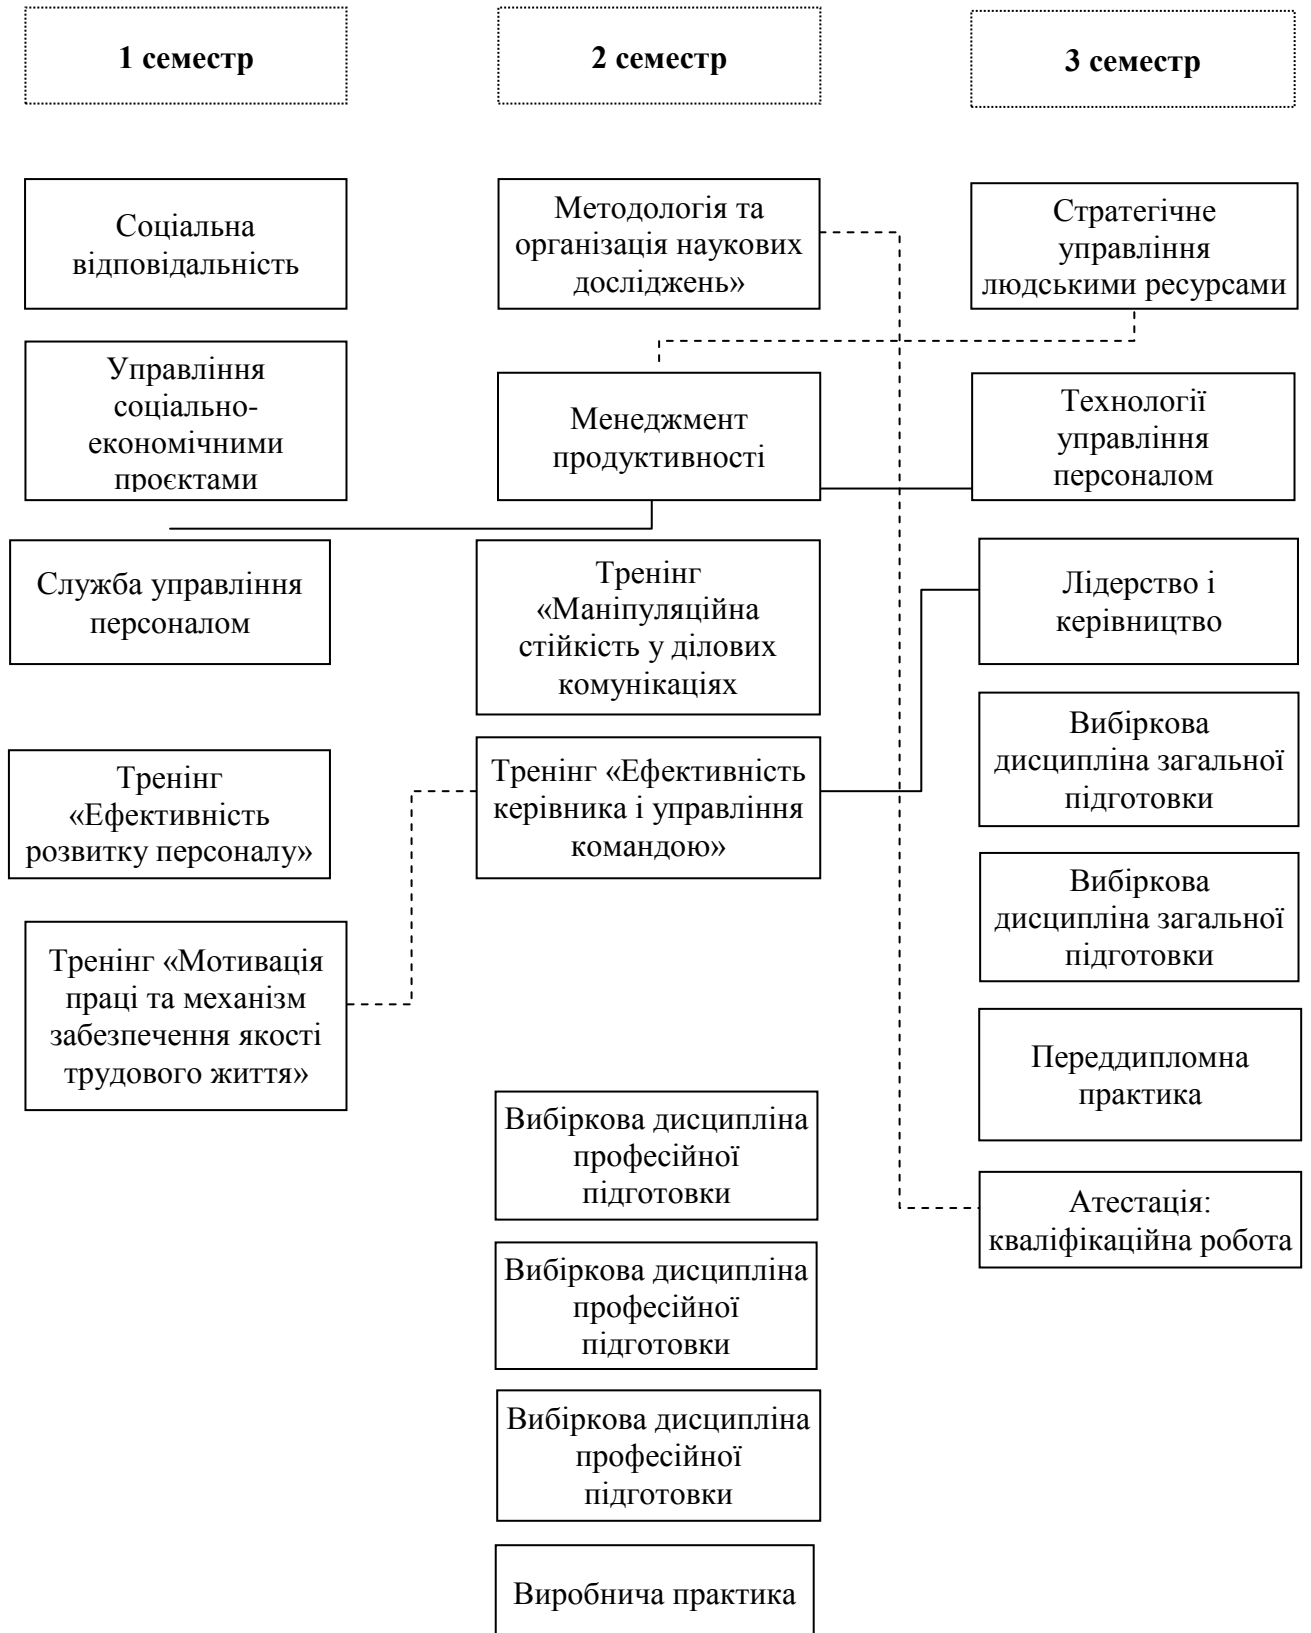 1 семестр
2 семестр
3 семестр
Соціальна
відповідальність
Методологія та
організація наукових
досліджень»
Стратегічне
управління
людськими ресурсами
Управління
соціально-
економічними
проєктами
Менеджмент
продуктивності
Технології
управління
персоналом
Служба управління
персоналом
Тренінг
«Маніпуляційна
стійкість у ділових
комунікаціях
Лідерство і
керівництво
Тренінг
«Ефективність
розвитку персоналу»
Тренінг «Ефективність
керівника і управління
командою»
Вибіркова
дисципліна загальної
підготовки
Вибіркова
дисципліна загальної
підготовки
Тренінг «Мотивація
праці та механізм
забезпечення якості
трудового життя»
Переддипломна
практика
Вибіркова дисципліна
професійної
підготовки
Атестація:
кваліфікаційна робота
Вибіркова дисципліна
професійної
підготовки
Вибіркова дисципліна
професійної
підготовки
Виробнича практика